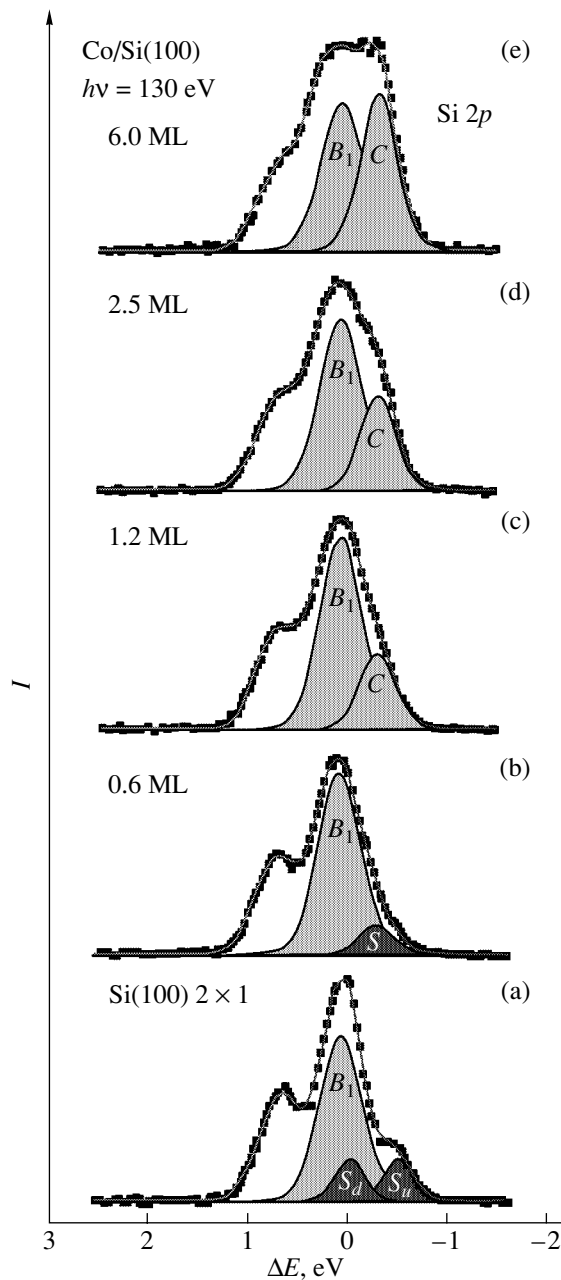 Co/Si(100)
hν = 130 eV
6.0 ML
(e)
Si 2p
B1
C
2.5 ML
(d)
B1
C
1.2 ML
(c)
B1
C
0.6 ML
(b)
B1
S
Si(100) 2 × 1
(a)
B1
Sd
Su
I
3
2
1
0
−1
−2
ΔE, eV